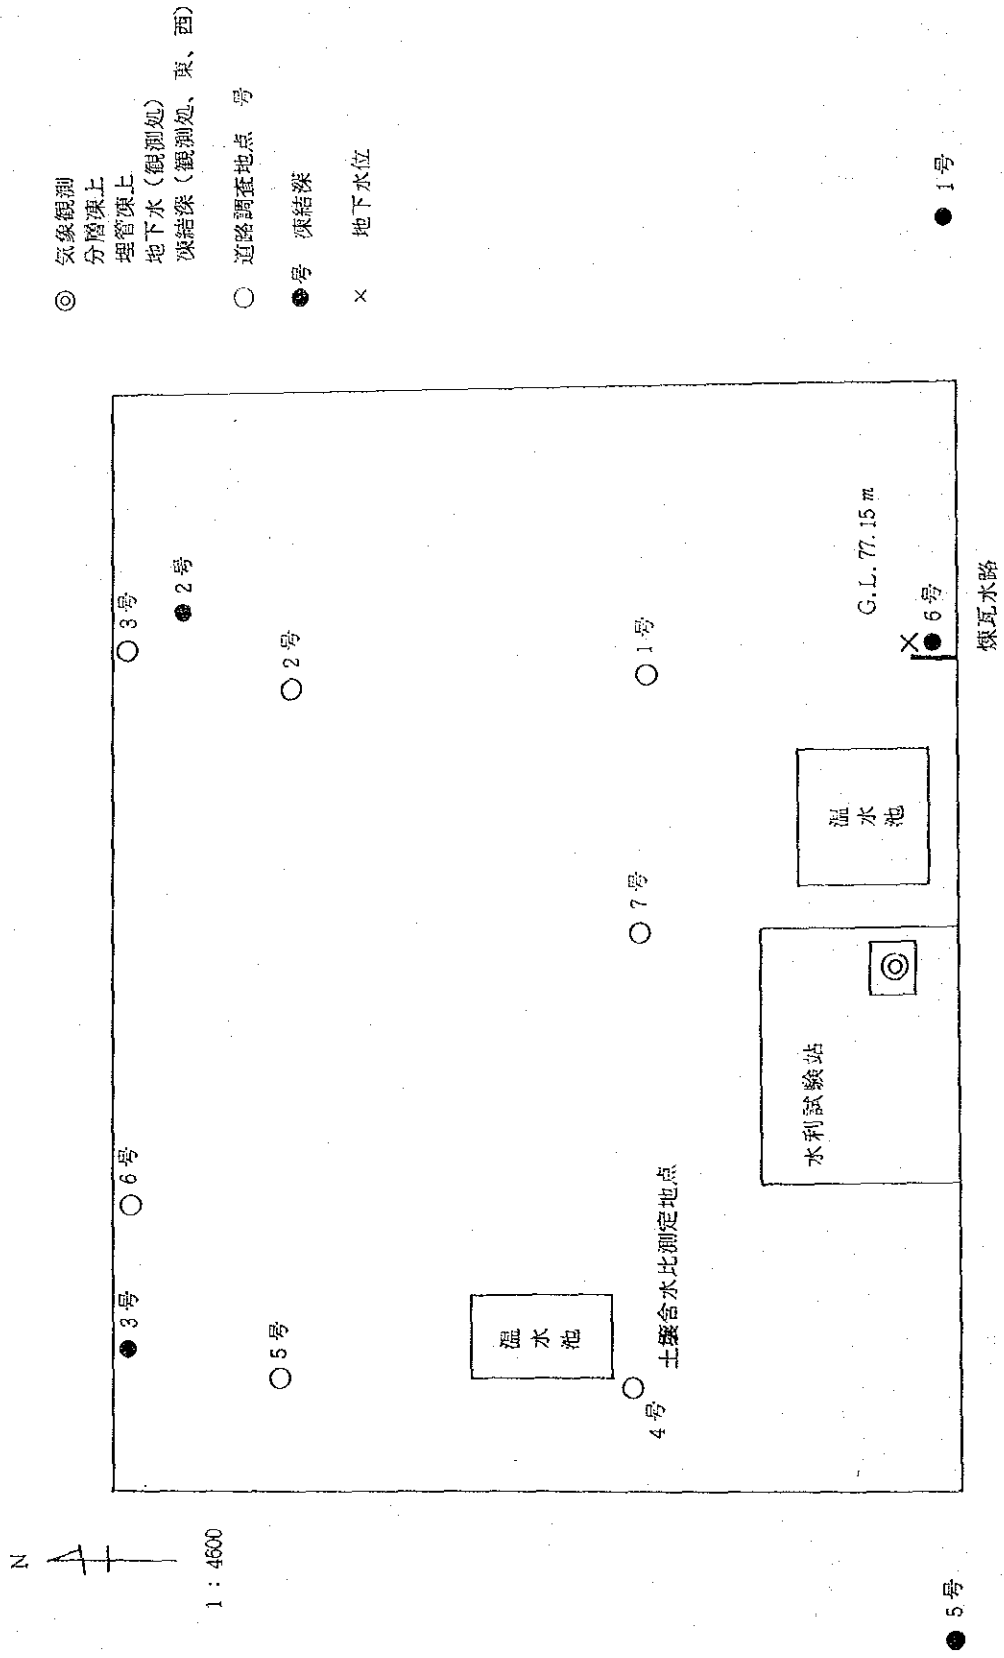 N
1 : 4600
◎ 気象観測
分層凍上
埋管凍上
地下水（観測処）
凍結深（観測処、東、西）
○ 道路調査地点　号
●号 凍結深
× 地下水位
●3号
○6号
○3号
●2号
○5号
○2号
温
水
池
4号
土壌含水比測定地点
○7号
○1号
水利試験站
温
水
池
G.L. 77.15 m
●6号
煉瓦水路
●5号
●1号